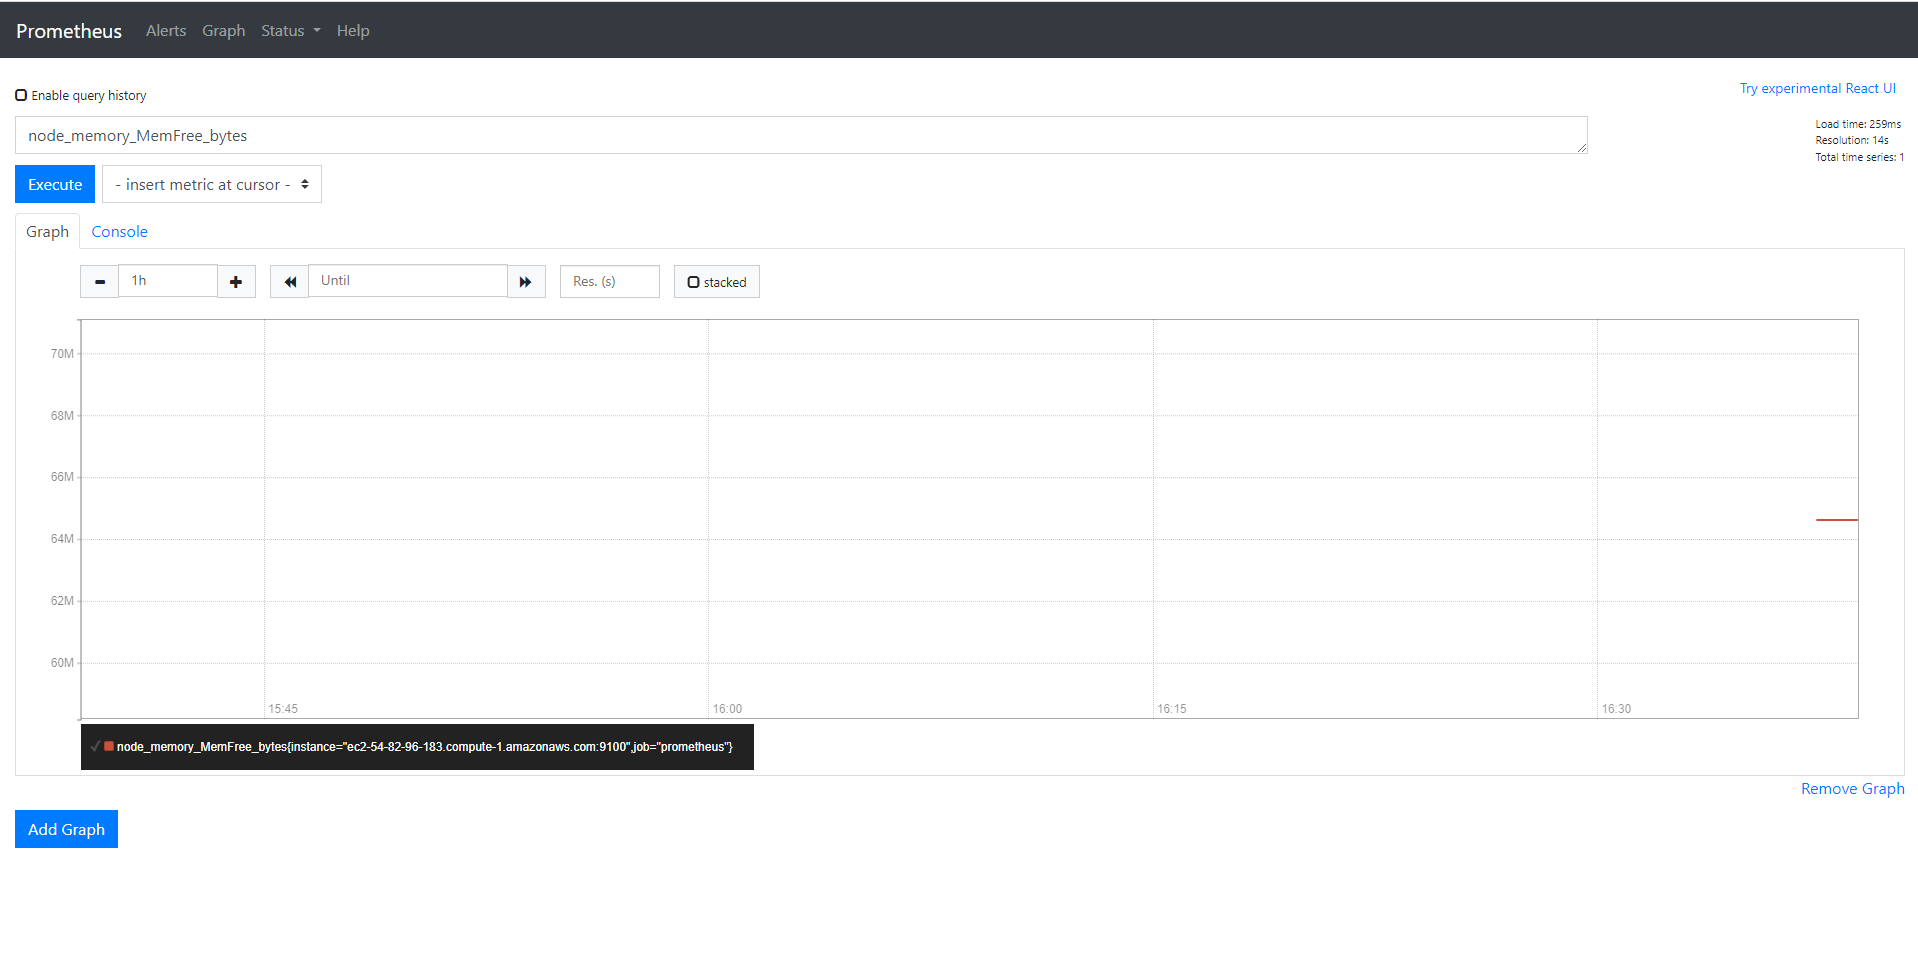 Prometheus Alerts Graph Status Help
Enable query history
Try experimental React UI
node_memory_MemFree_bytes
Load time: 259ms
Resolution: 14s
Total time series: 1
Execute - insert metric at cursor -
Graph Console
1h Until Res. (s) stacked
70M
68M
66M
64M
62M
60M
15:45 16:00 16:15 16:30
node_memory_MemFree_bytes{instance="ec2-54-82-96-183.compute-1.amazonaws.com:9100",job="prometheus"}
Remove Graph
Add Graph